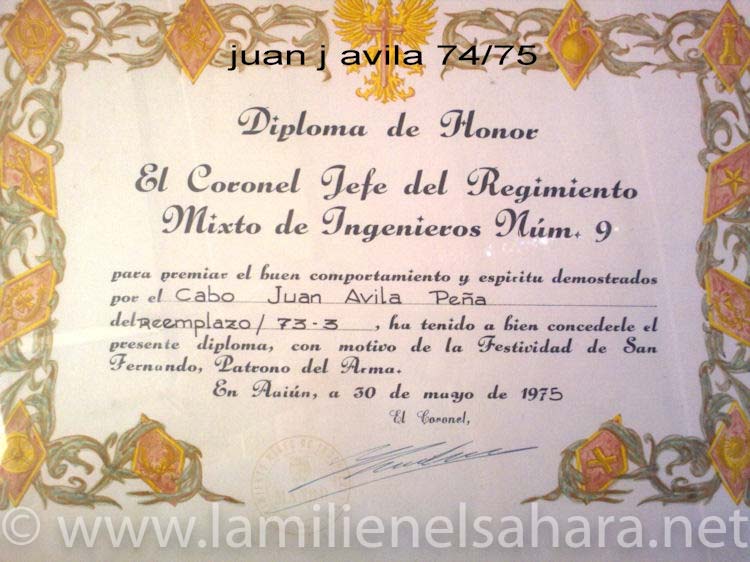 juan j avila 74/75
Diploma de Honor
El Coronel Jefe del Regimiento
Mixto de Ingenieros Núm. 9
para premiar el buen comportamiento y espiritu demostrados
por el Cabo Juan Avila Peña
del Reemplazo / 73-3, ha tenido a bien concederle el
presente diploma, con motivo de la Festividad de San
Fernando, Patrono del Arma.
En Aaiún, a 30 de mayo de 1975
El Coronel,
© www.lamilienelsahara.net